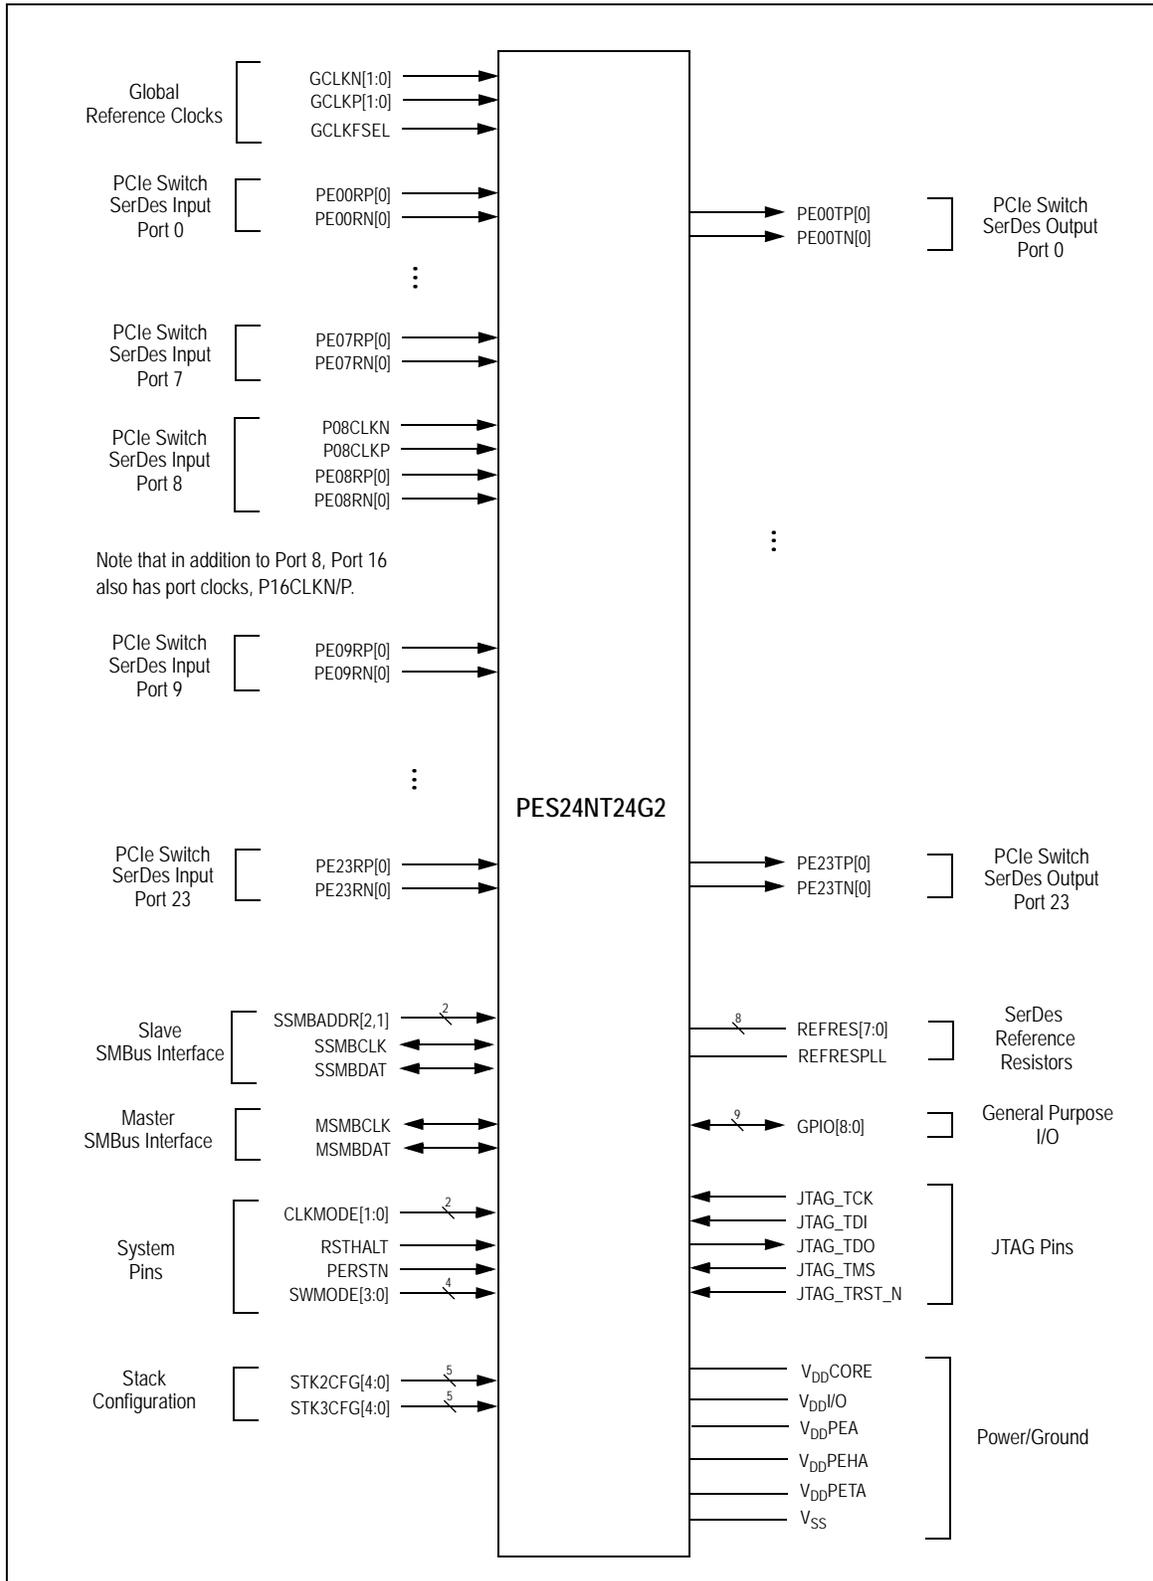 Global
Reference Clocks
GCLKN[1:0]
GCLKP[1:0]
GCLKFSEL
PCIe Switch
SerDes Input
Port 0
PE00RP[0]
PE00RN[0]
PCIe Switch
SerDes Input
Port 7
PE07RP[0]
PE07RN[0]
PCIe Switch
SerDes Input
Port 8
P08CLKN
P08CLKP
PE08RP[0]
PE08RN[0]
Note that in addition to Port 8, Port 16
also has port clocks, P16CLKN/P.
PCIe Switch
SerDes Input
Port 9
PE09RP[0]
PE09RN[0]
PCIe Switch
SerDes Input
Port 23
PE23RP[0]
PE23RN[0]
Slave
SMBus Interface
SSMBADDR[2,1]
2
SSMBCLK
SSMBDAT
Master
SMBus Interface
MSMBCLK
MSMBDAT
System
Pins
CLKMODE[1:0]
2
RSTHALT
PERSTN
SWMODE[3:0]
4
Stack
Configuration
STK2CFG[4:0]
5
STK3CFG[4:0]
5
PES24NT24G2
PE00TP[0]
PE00TN[0]
PCIe Switch
SerDes Output
Port 0
PE23TP[0]
PE23TN[0]
PCIe Switch
SerDes Output
Port 23
8
REFRES[7:0]
REFRESPLL
SerDes
Reference
Resistors
9
GPIO[8:0]
General Purpose
I/O
JTAG_TCK
JTAG_TDI
JTAG_TDO
JTAG_TMS
JTAG_TRST_N
JTAG Pins
VDDCORE
VDDI/O
VDDPEA
VDDPEHA
VDDPETA
VSS
Power/Ground